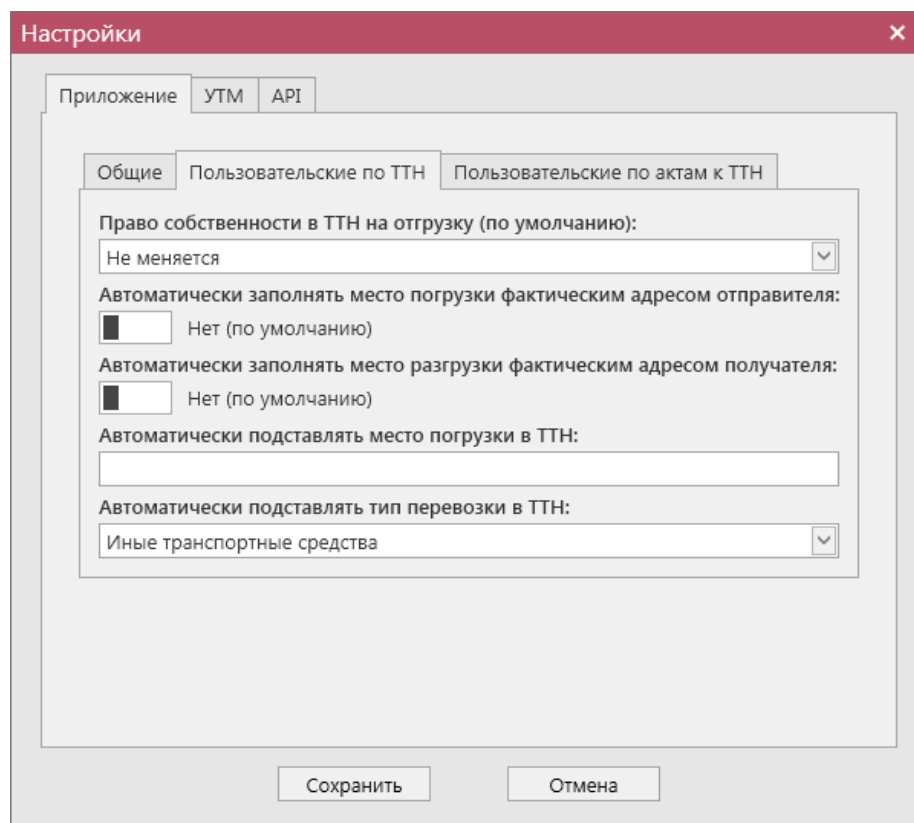 Настройки
Приложение УТМ API
Общие Пользовательские по ТТН Пользовательские по актам к ТТН
Право собственности в ТТН на отгрузку (по умолчанию):
Не меняется
Автоматически заполнять место погрузки фактическим адресом отправителя:
Нет (по умолчанию)
Автоматически заполнять место разгрузки фактическим адресом получателя:
Нет (по умолчанию)
Автоматически подставлять место погрузки в ТТН:
Автоматически подставлять тип перевозки в ТТН:
Иные транспортные средства
Сохранить Отмена